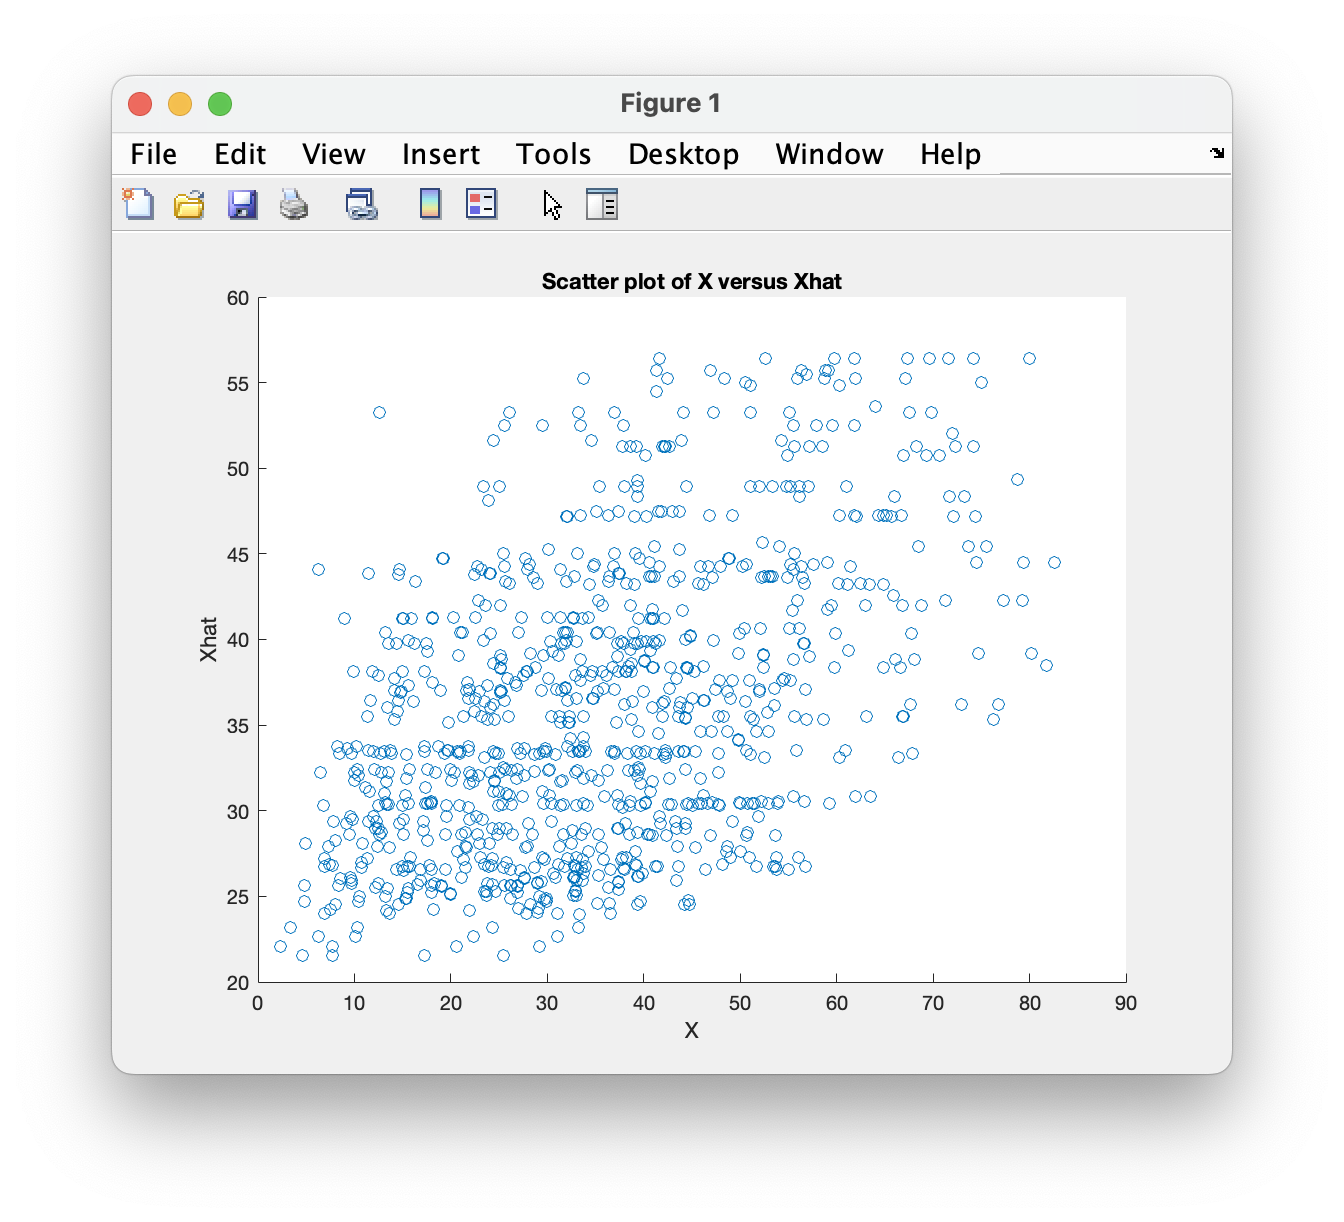 Figure 1
File Edit View Insert Tools Desktop Window Help
Scatter plot of X versus Xhat
60
55
50
45
40
35
30
25
20
Xhat
0 10 20 30 40 50 60 70 80 90
X